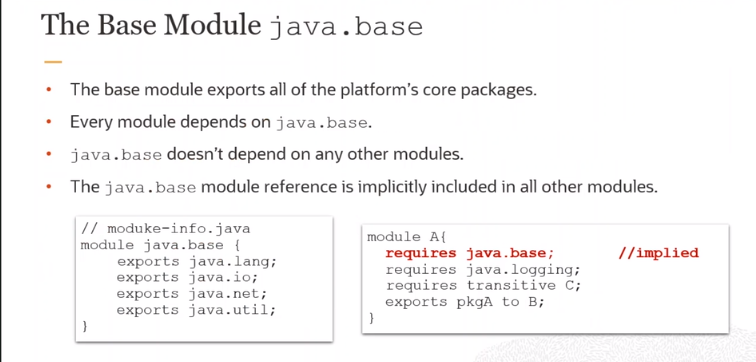 The Base Module java.base
• The base module exports all of the platform's core packages.
• Every module depends on java.base.
• java.base doesn't depend on any other modules.
• The java.base module reference is implicitly included in all other modules.
// moduke-info.java
module java.base {
exports java.lang;
exports java.io;
exports java.net;
exports java.util;
}
module A{
requires java.base; //implied
requires java.logging;
requires transitive C;
exports pkgA to B;
}